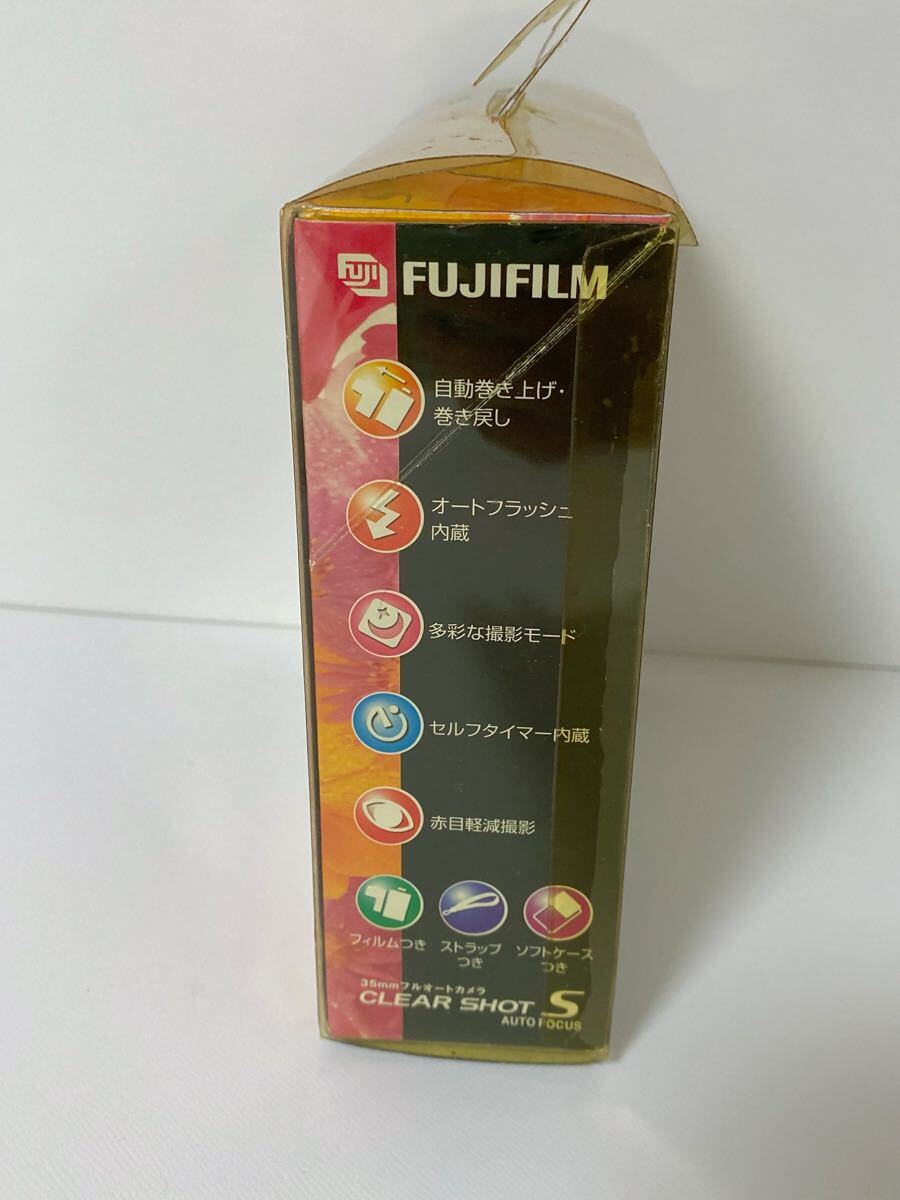 FUJI
FUJIFILM
自動巻き上げ・
巻き戻し
オートフラッシュ
内蔵
多彩な撮影モード
セルフタイマー内蔵
赤目軽減撮影
フィルムつき
ストラップ
つき
ソフトケース
つき
35mmフルオートカメラ
CLEAR SHOT S
AUTO FOCUS